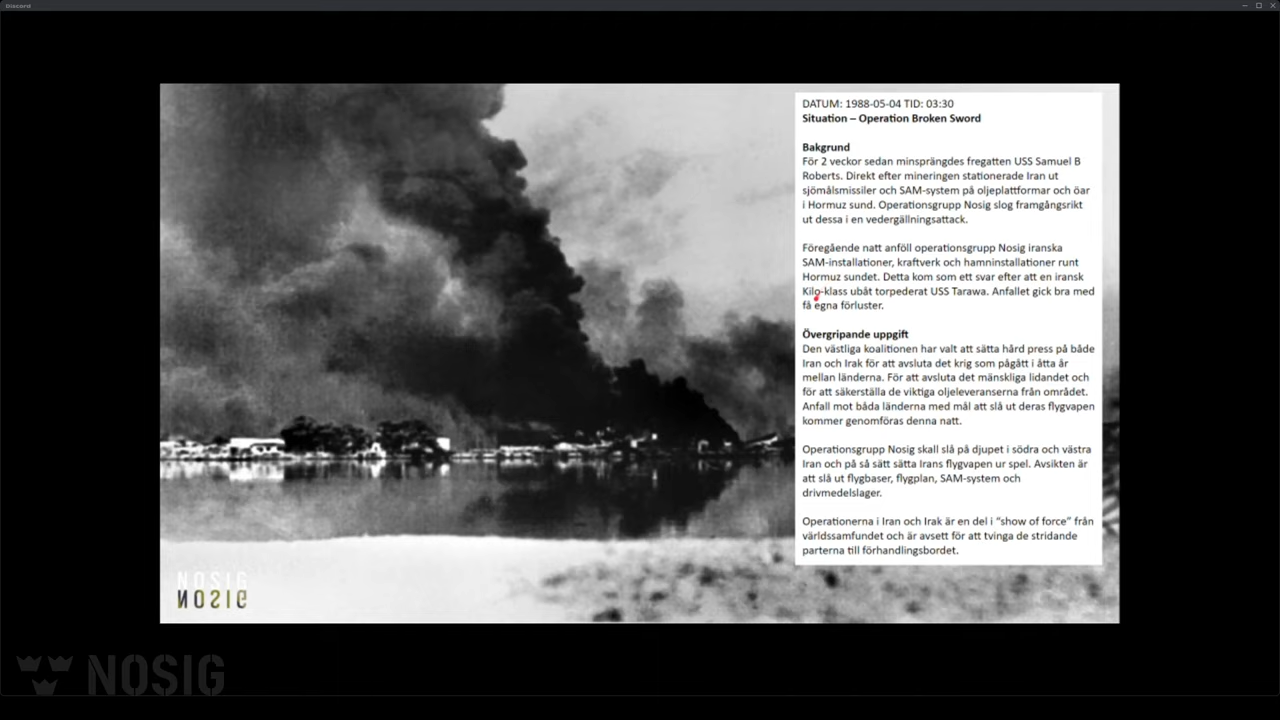 Discord
DATUM: 1988-05-04 TID: 03:30
Situation – Operation Broken Sword
Bakgrund
För 2 veckor sedan minsprängdes fregatten USS Samuel B
Roberts. Direkt efter mineringen stationerade Iran ut
sjömålsmissiler och SAM-system på oljeplattformar och öar
i Hormuz sund. Operationsgrupp Nosig slog framgångsrikt
ut dessa i en vedergällningsattack.
Föregående natt anföll operationsgrupp Nosig iranska
SAM-installationer, kraftverk och hamninstallationer runt
Hormuz sundet. Detta kom som ett svar efter att en iransk
Kilo-klass ubåt torpederat USS Tarawa. Anfallet gick bra med
få egna förluster.
Övergripande uppgift
Den västliga koalitionen har valt att sätta hård press på både
Iran och Irak för att avsluta det krig som pågått i åtta år
mellan länderna. För att avsluta det mänskliga lidandet och
för att säkerställa de viktiga oljeleveranserna från området.
Anfall mot båda länderna med mål att slå ut deras flygvapen
kommer genomföras denna natt.
Operationsgrupp Nosig skall slå på djupet i södra och västra
Iran och på så sätt sätta Irans flygvapen ur spel. Avsikten är
att slå ut flygbaser, flygplan, SAM-system och
drivmedelslager.
Operationerna i Iran och Irak är en del i “show of force” från
världssamfundet och är avsett för att tvinga de stridande
parterna till förhandlingsbordet.
NOSIG
NOSIG
NOSIG